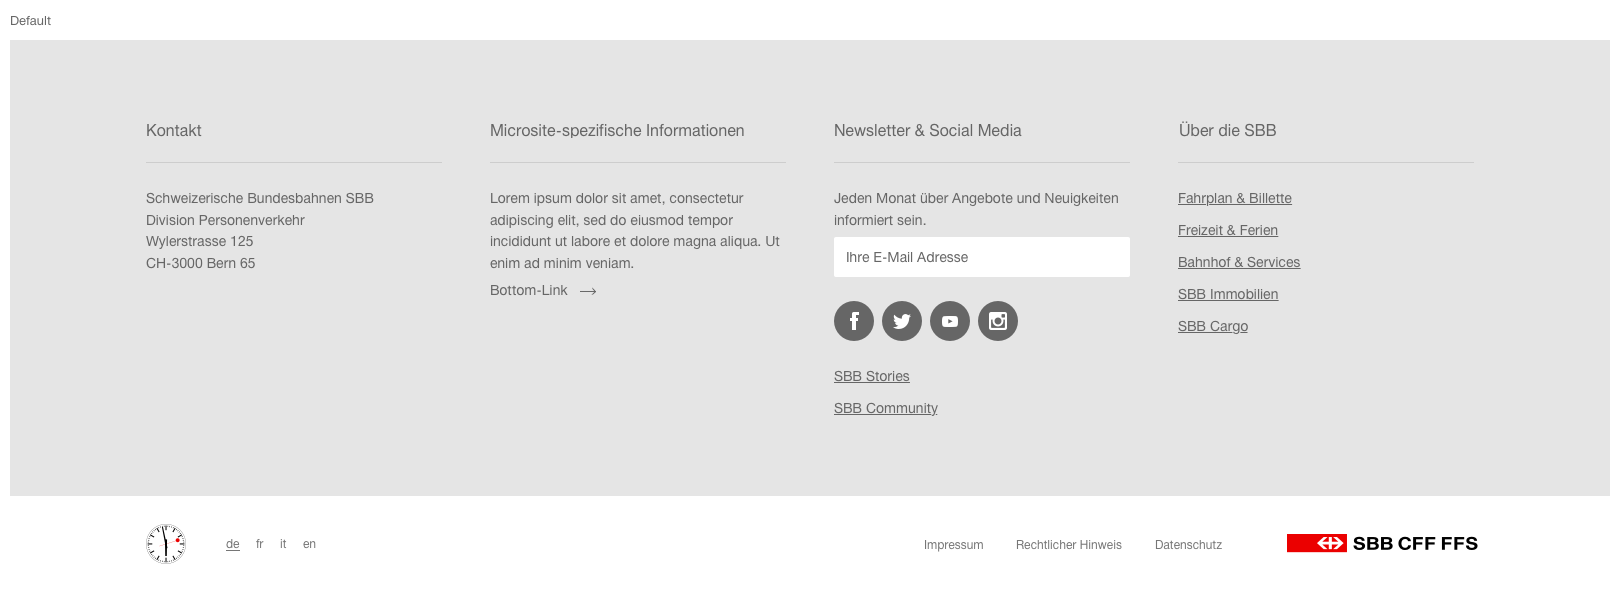 Default
Kontakt
Schweizerische Bundesbahnen SBB
Division Personenverkehr
Wylerstrasse 125
CH-3000 Bern 65
Microsite-spezifische Informationen
Lorem ipsum dolor sit amet, consectetur
adipiscing elit, sed do eiusmod tempor
incididunt ut labore et dolore magna aliqua. Ut
enim ad minim veniam.
Bottom-Link
Newsletter & Social Media
Jeden Monat über Angebote und Neuigkeiten
informiert sein.
Ihre E-Mail Adresse
SBB Stories
SBB Community
Über die SBB
Fahrplan & Billette
Freizeit & Ferien
Bahnhof & Services
SBB Immobilien
SBB Cargo
de fr it en
Impressum Rechtlicher Hinweis Datenschutz
SBB CFF FFS